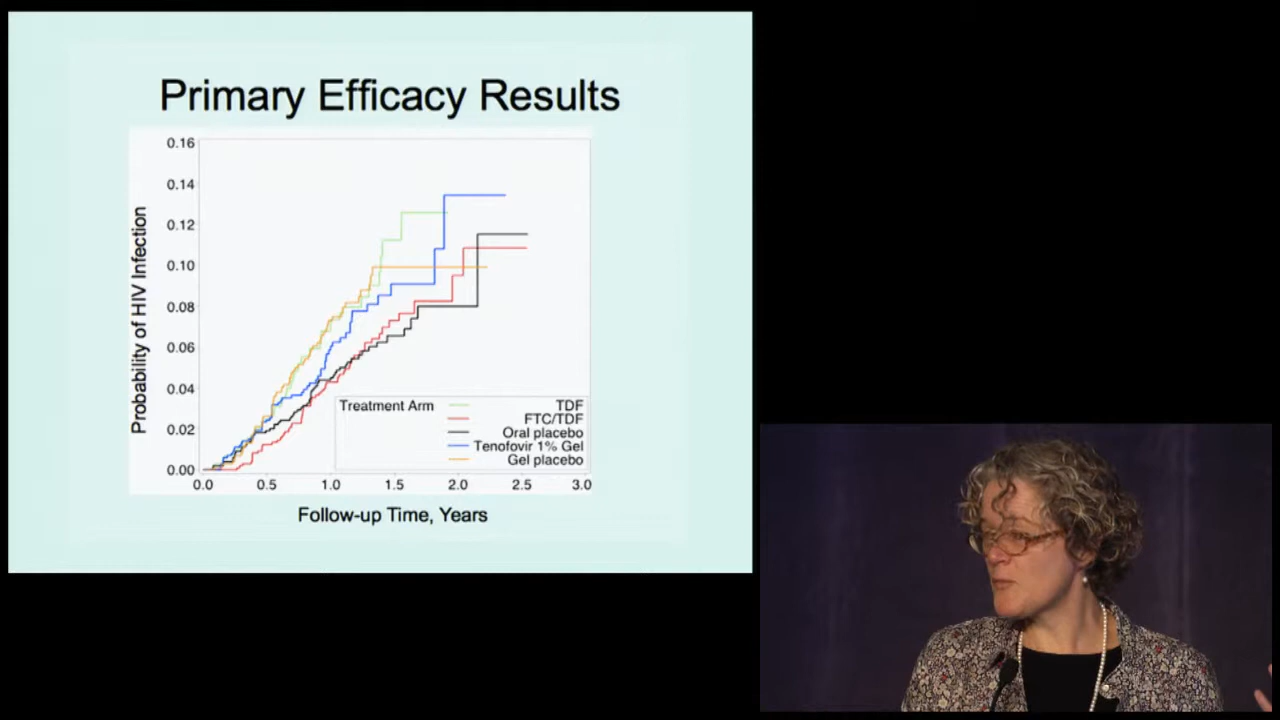 Primary Efficacy Results
Probability of HIV Infection
0.16
0.14
0.12
0.10
0.08
0.06
0.04
0.02
0.00
0.0 0.5 1.0 1.5 2.0 2.5 3.0
Treatment Arm TDF
FTC/TDF
Oral placebo
Tenofovir 1% Gel
Gel placebo
Follow-up Time, Years